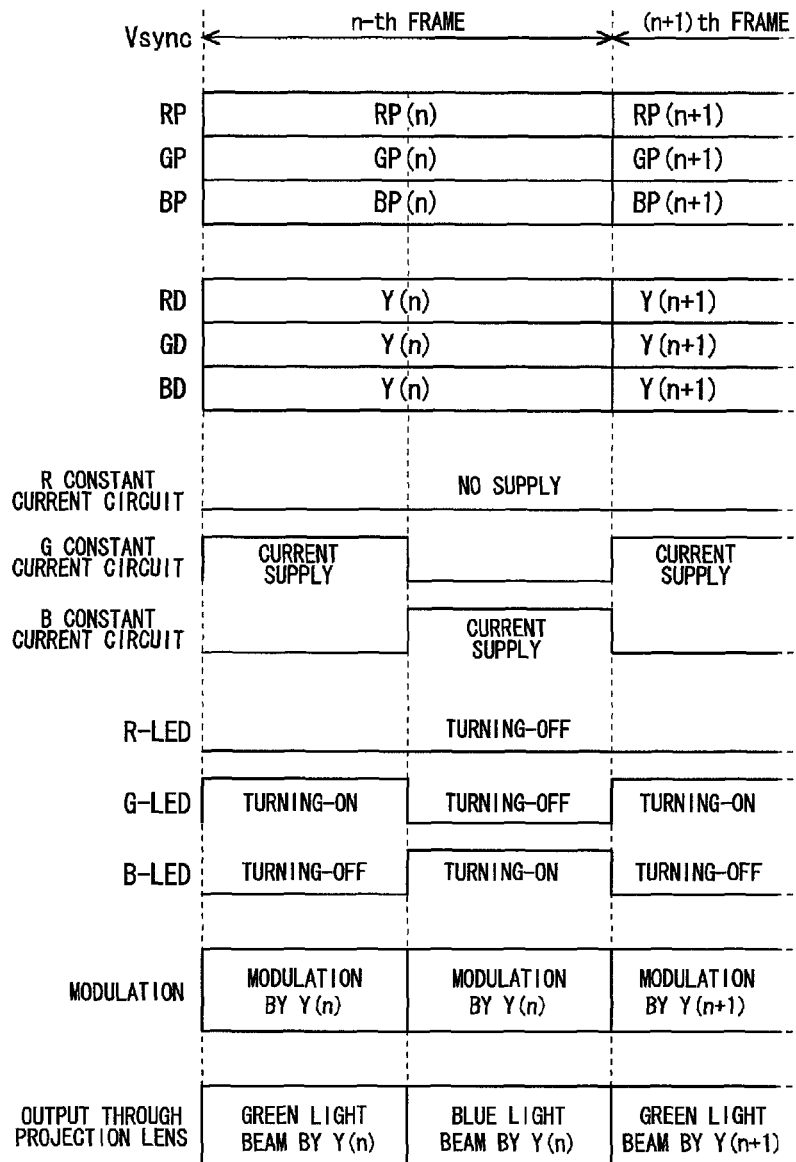 Vsync n-th FRAME (n+1)th FRAME
RP RP(n) RP(n+1)
GP GP(n) GP(n+1)
BP BP(n) BP(n+1)
RD Y(n) Y(n+1)
GD Y(n) Y(n+1)
BD Y(n) Y(n+1)
R CONSTANT
CURRENT CIRCUIT
NO SUPPLY
G CONSTANT
CURRENT CIRCUIT
CURRENT
SUPPLY
CURRENT
SUPPLY
B CONSTANT
CURRENT CIRCUIT
CURRENT
SUPPLY
R-LED TURNING-OFF
G-LED TURNING-ON TURNING-OFF TURNING-ON
B-LED TURNING-OFF TURNING-ON TURNING-OFF
MODULATION
MODULATION
BY Y(n)
MODULATION
BY Y(n)
MODULATION
BY Y(n+1)
OUTPUT THROUGH
PROJECTION LENS
GREEN LIGHT
BEAM BY Y(n)
BLUE LIGHT
BEAM BY Y(n)
GREEN LIGHT
BEAM BY Y(n+1)